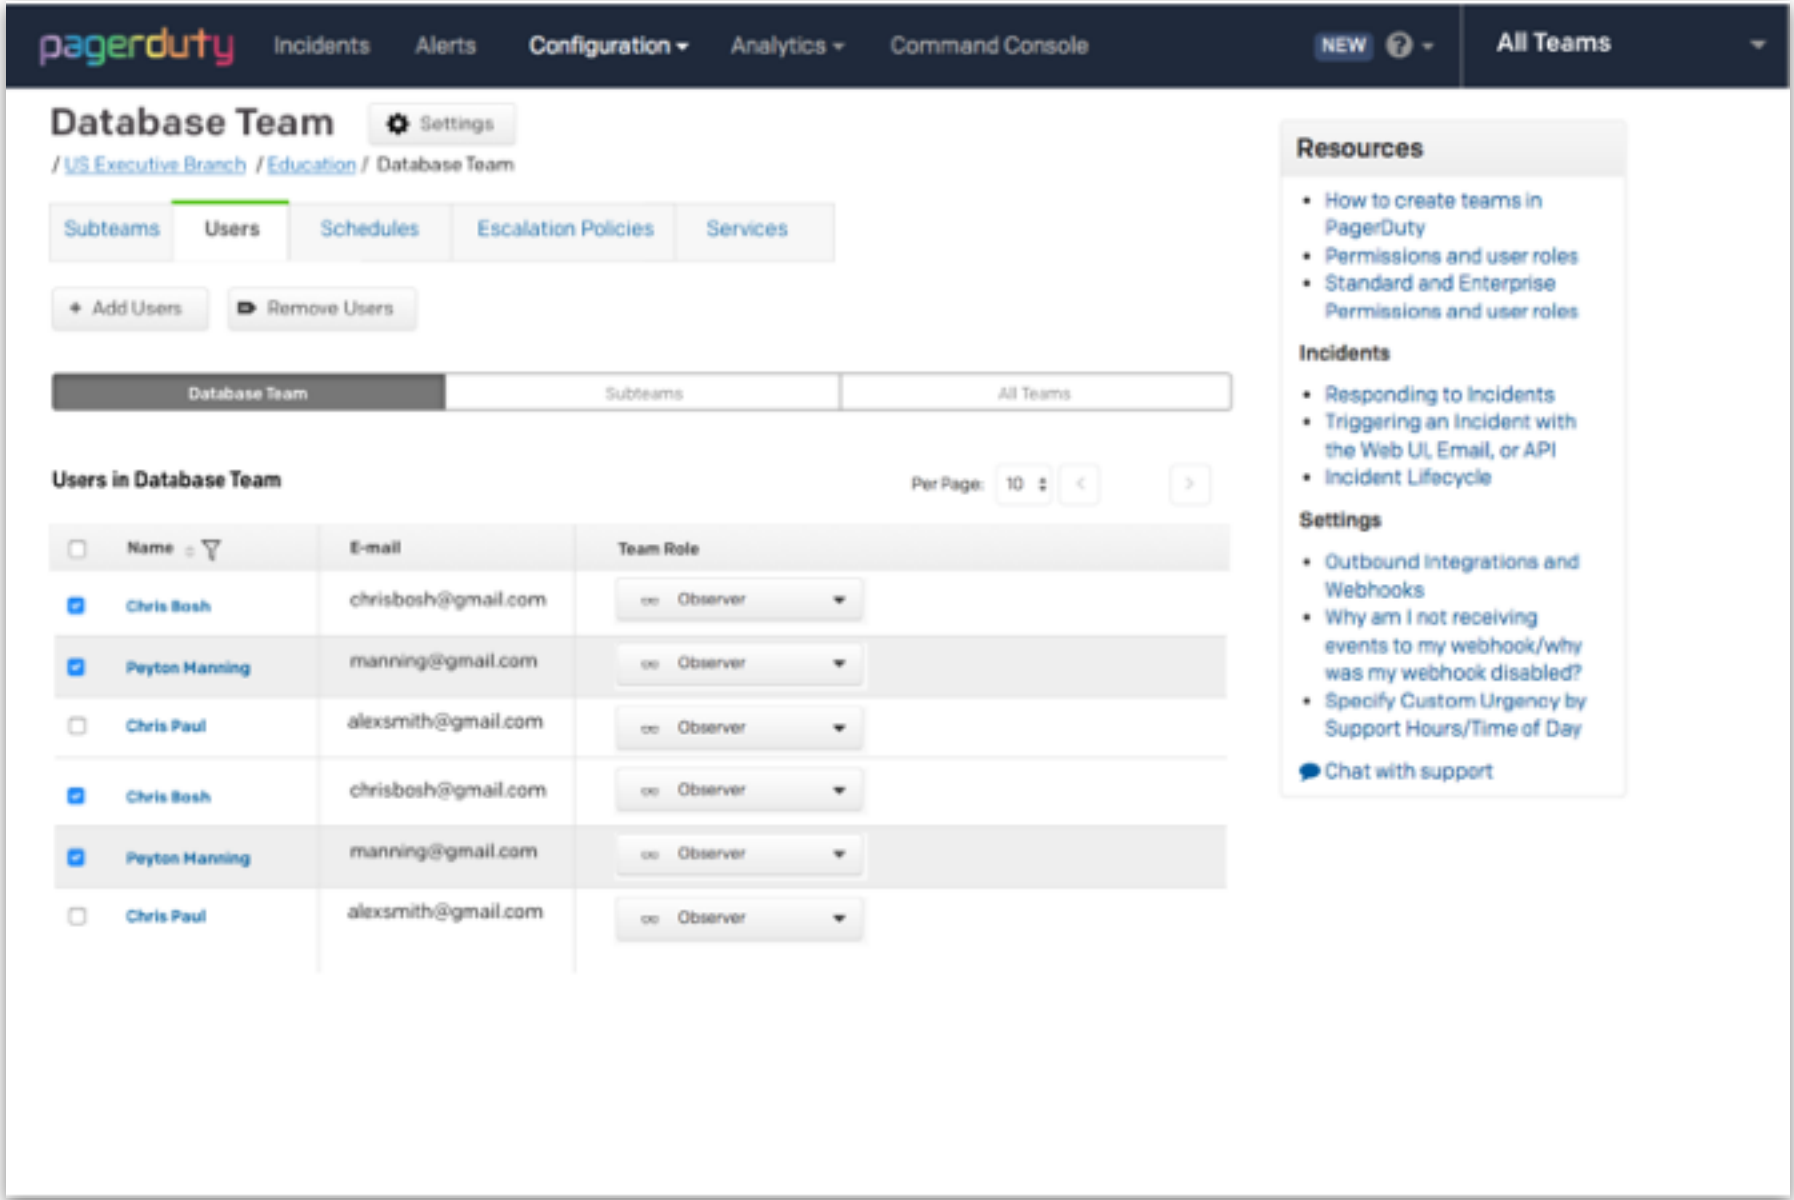 pagerduty Incidents Alerts Configuration Analytics Command Console NEW ? All Teams
Database Team Settings
/ US Executive Branch / Education / Database Team
Subteams Users Schedules Escalation Policies Services
+ Add Users Remove Users
Database Team Subteams All Teams
Users in Database Team Per Page: 10 < >
Name E-mail Team Role
Chris Bosh chrisbosh@gmail.com Observer
Peyton Manning manning@gmail.com Observer
Chris Paul alexsmith@gmail.com Observer
Chris Bosh chrisbosh@gmail.com Observer
Peyton Manning manning@gmail.com Observer
Chris Paul alexsmith@gmail.com Observer
Resources
• How to create teams in
PagerDuty
• Permissions and user roles
• Standard and Enterprise
Permissions and user roles
Incidents
• Responding to Incidents
• Triggering an Incident with
the Web UI, Email, or API
• Incident Lifecycle
Settings
• Outbound Integrations and
Webhooks
• Why am I not receiving
events to my webhook/why
was my webhook disabled?
• Specify Custom Urgency by
Support Hours/Time of Day
Chat with support